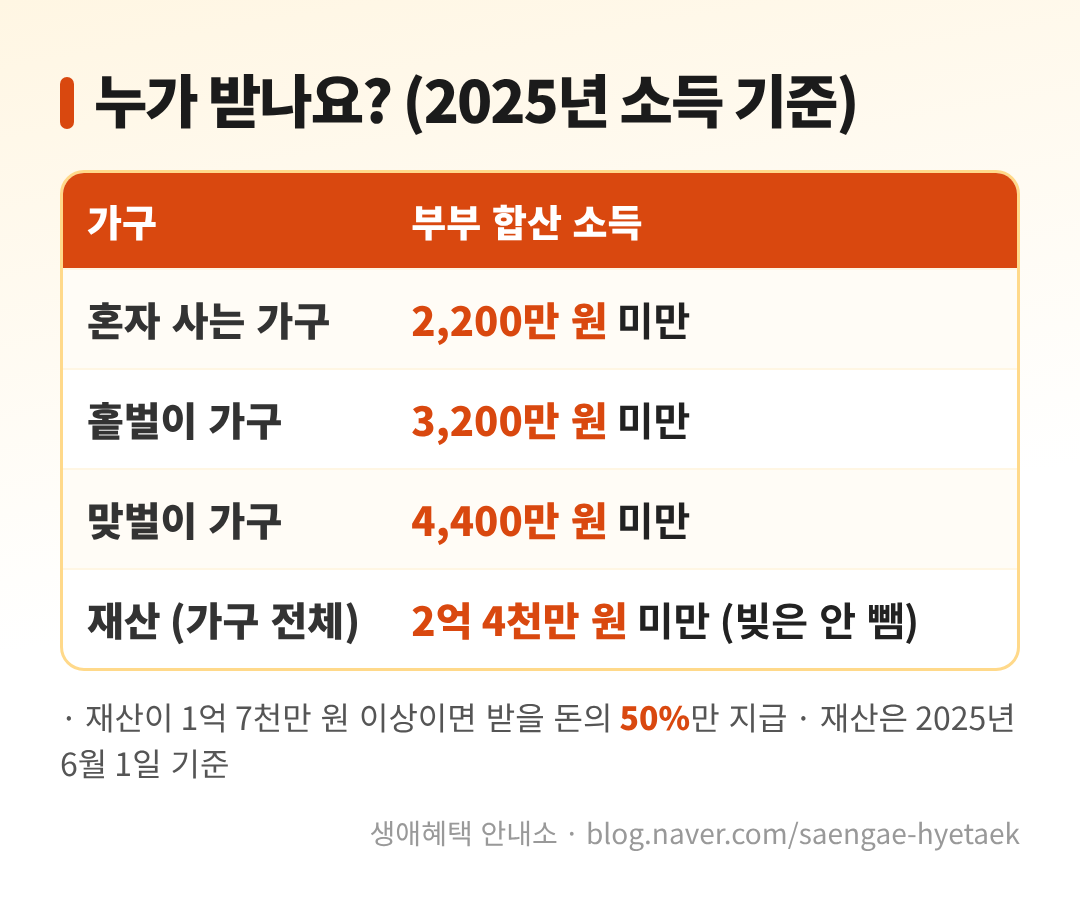 누가 받나요? (2025년 소득 기준)
가구 부부 합산 소득
혼자 사는 가구 2,200만 원 미만
홑벌이 가구 3,200만 원 미만
맞벌이 가구 4,400만 원 미만
재산 (가구 전체) 2억 4천만 원 미만 (빚은 안 뺌)
· 재산이 1억 7천만 원 이상이면 받을 돈의 50%만 지급 · 재산은 2025년
6월 1일 기준
생애혜택 안내소 · blog.naver.com/saengae-hyetaek